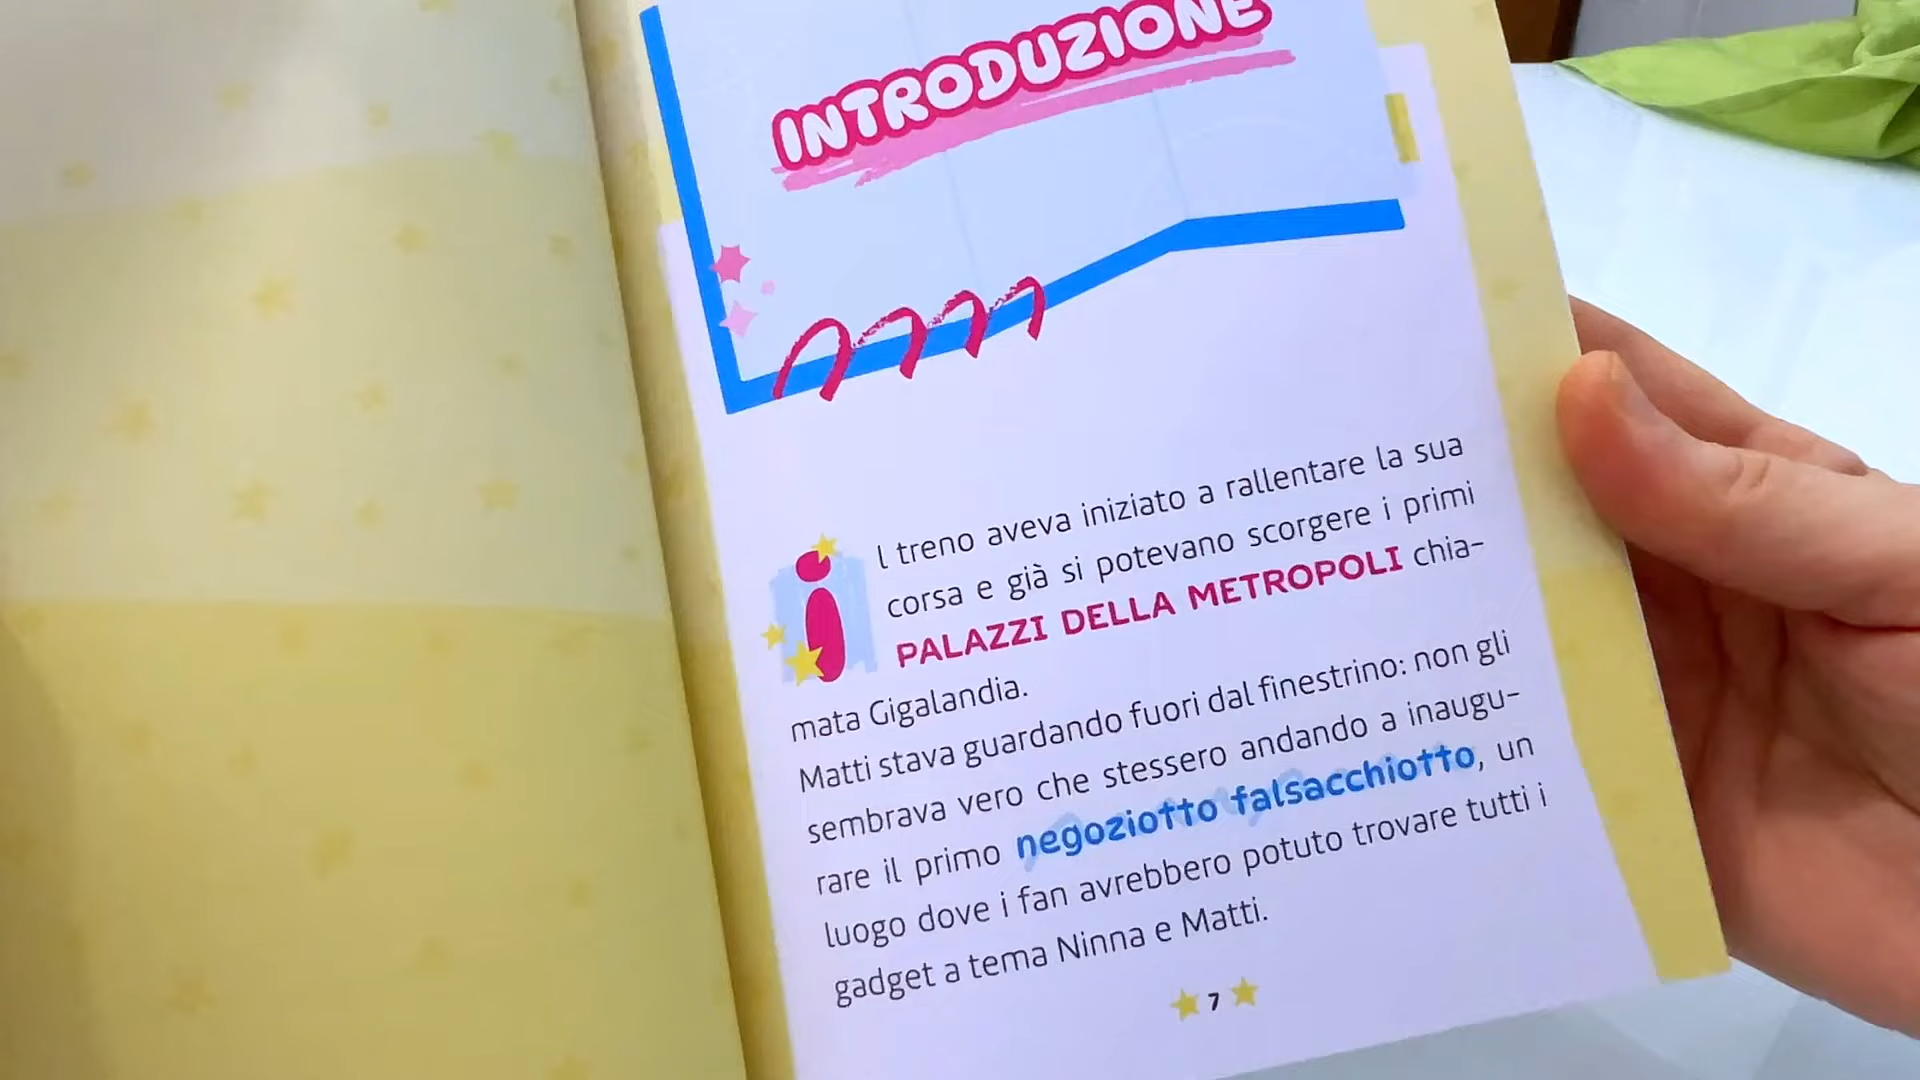 INTRODUZIONE
il treno aveva iniziato a rallentare la sua
corsa e già si potevano scorgere i primi
PALAZZI DELLA METROPOLI chia-
mata Gigalandia.
Matti stava guardando fuori dal finestrino: non gli
sembrava vero che stessero andando a inaugu-
rare il primo negoziotto falsacchiotto, un
luogo dove i fan avrebbero potuto trovare tutti i
gadget a tema Ninna e Matti.
7